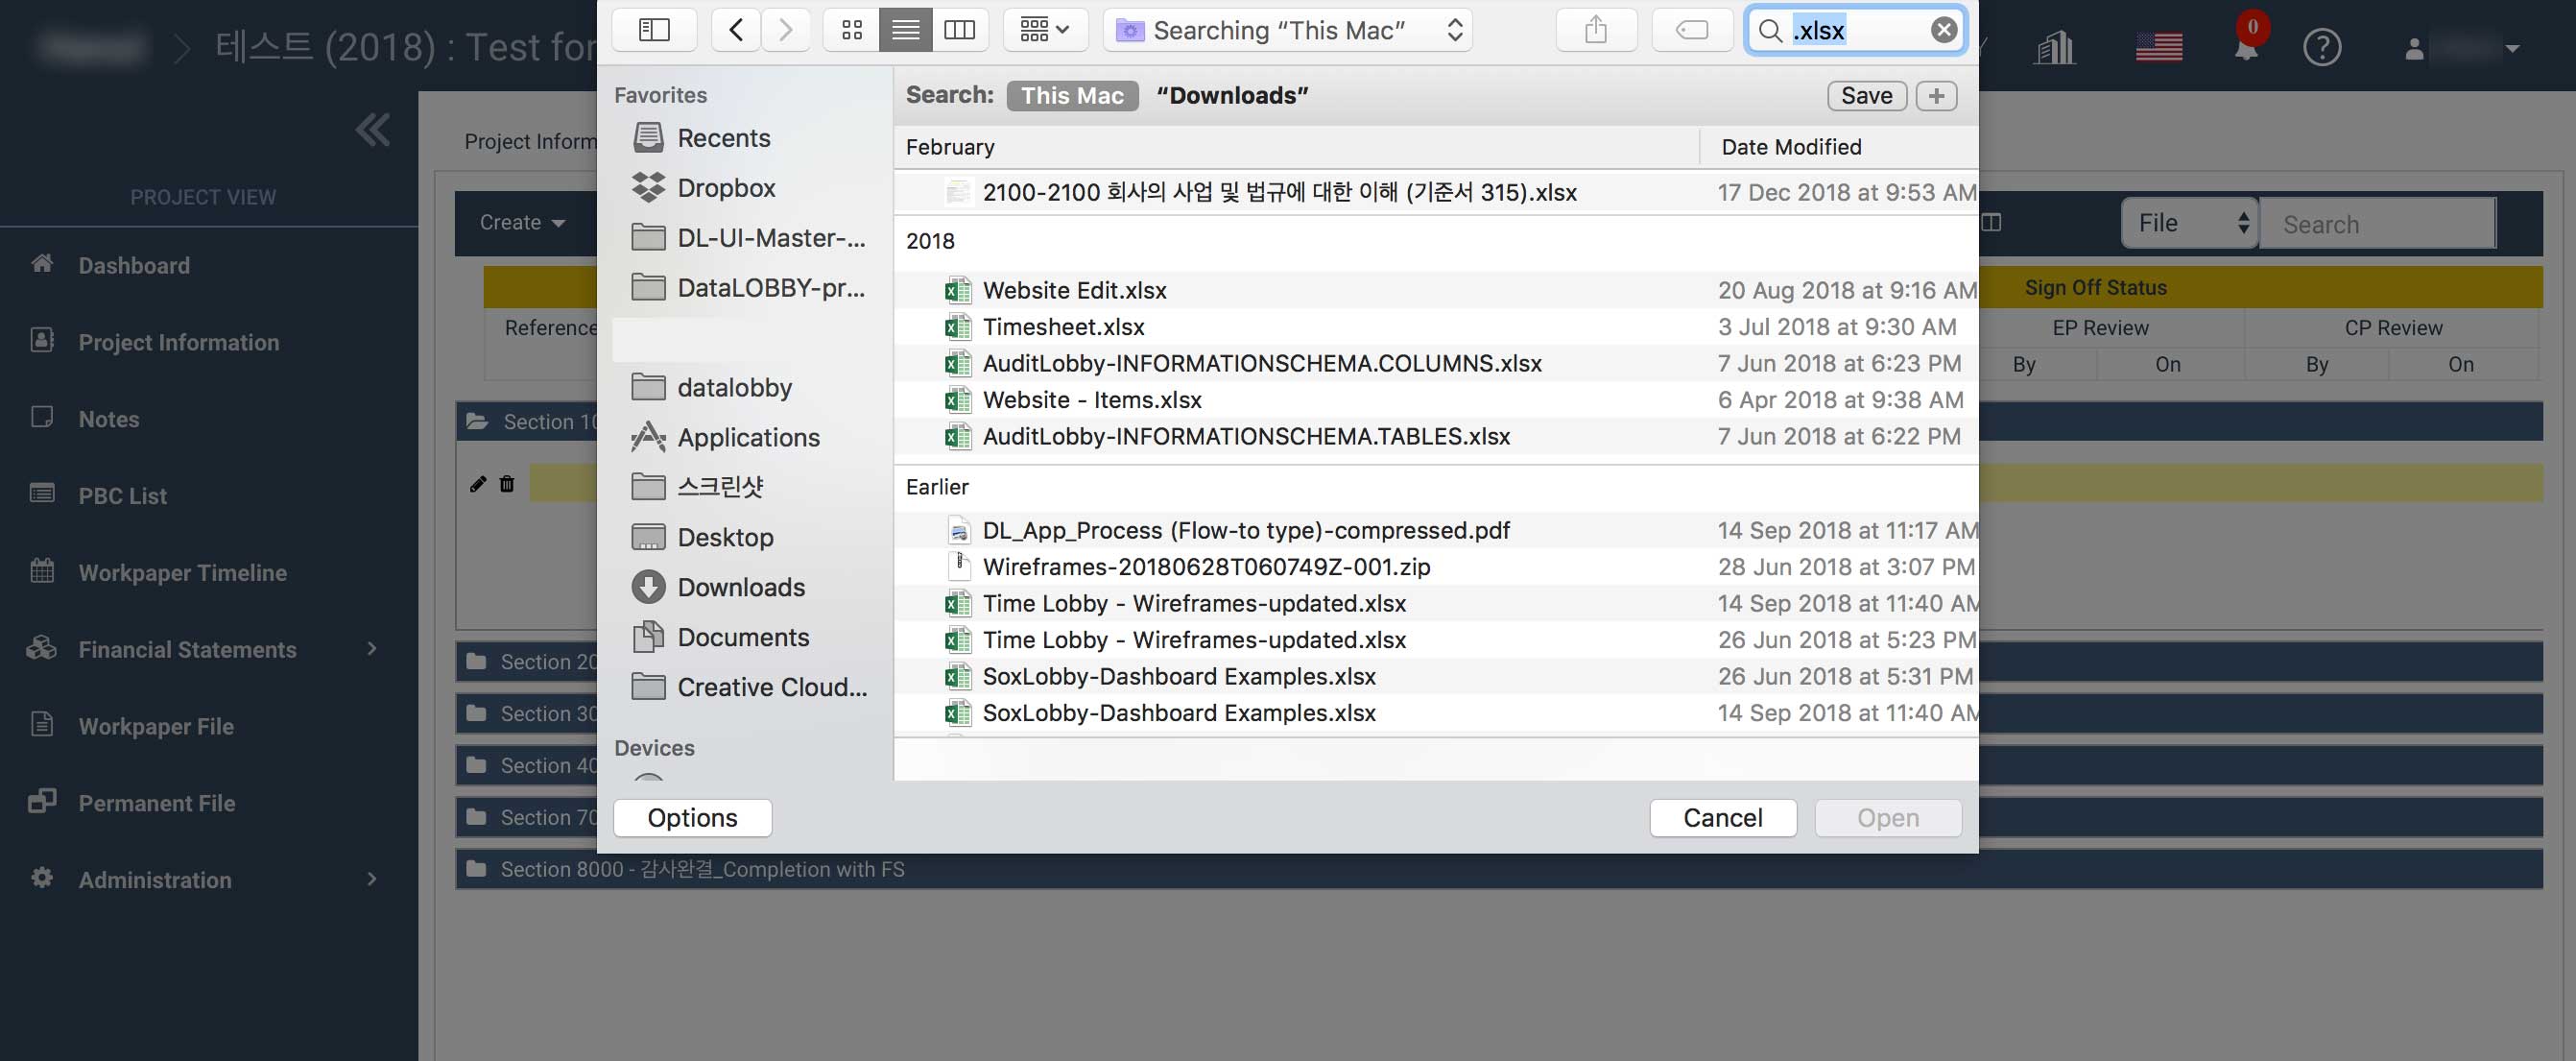 테스트 (2018) : Test for
Searching “This Mac”
.xlsx
0
PROJECT VIEW
Dashboard
Project Information
Notes
PBC List
Workpaper Timeline
Financial Statements
Workpaper File
Permanent File
Administration
Project Inform
Create
Reference
Section 10
Section 20
Section 30
Section 40
Section 70
Section 8000 - 감사완결_Completion with FS
Favorites
Recents
Dropbox
DL-UI-Master-...
DataLOBBY-pr...
datalobby
Applications
스크린샷
Desktop
Downloads
Documents
Creative Cloud...
Devices
Search: This Mac “Downloads” Save
February Date Modified
2100-2100 회사의 사업 및 법규에 대한 이해 (기준서 315).xlsx 17 Dec 2018 at 9:53 AM
2018
Website Edit.xlsx 20 Aug 2018 at 9:16 AM
Timesheet.xlsx 3 Jul 2018 at 9:30 AM
AuditLobby-INFORMATIONSCHEMA.COLUMNS.xlsx 7 Jun 2018 at 6:23 PM
Website - Items.xlsx 6 Apr 2018 at 9:38 AM
AuditLobby-INFORMATIONSCHEMA.TABLES.xlsx 7 Jun 2018 at 6:22 PM
Earlier
DL_App_Process (Flow-to type)-compressed.pdf 14 Sep 2018 at 11:17 AM
Wireframes-20180628T060749Z-001.zip 28 Jun 2018 at 3:07 PM
Time Lobby - Wireframes-updated.xlsx 14 Sep 2018 at 11:40 AM
Time Lobby - Wireframes-updated.xlsx 26 Jun 2018 at 5:23 PM
SoxLobby-Dashboard Examples.xlsx 26 Jun 2018 at 5:31 PM
SoxLobby-Dashboard Examples.xlsx 14 Sep 2018 at 11:40 AM
Options Cancel Open
File Search
Sign Off Status
EP Review CP Review
By On By On